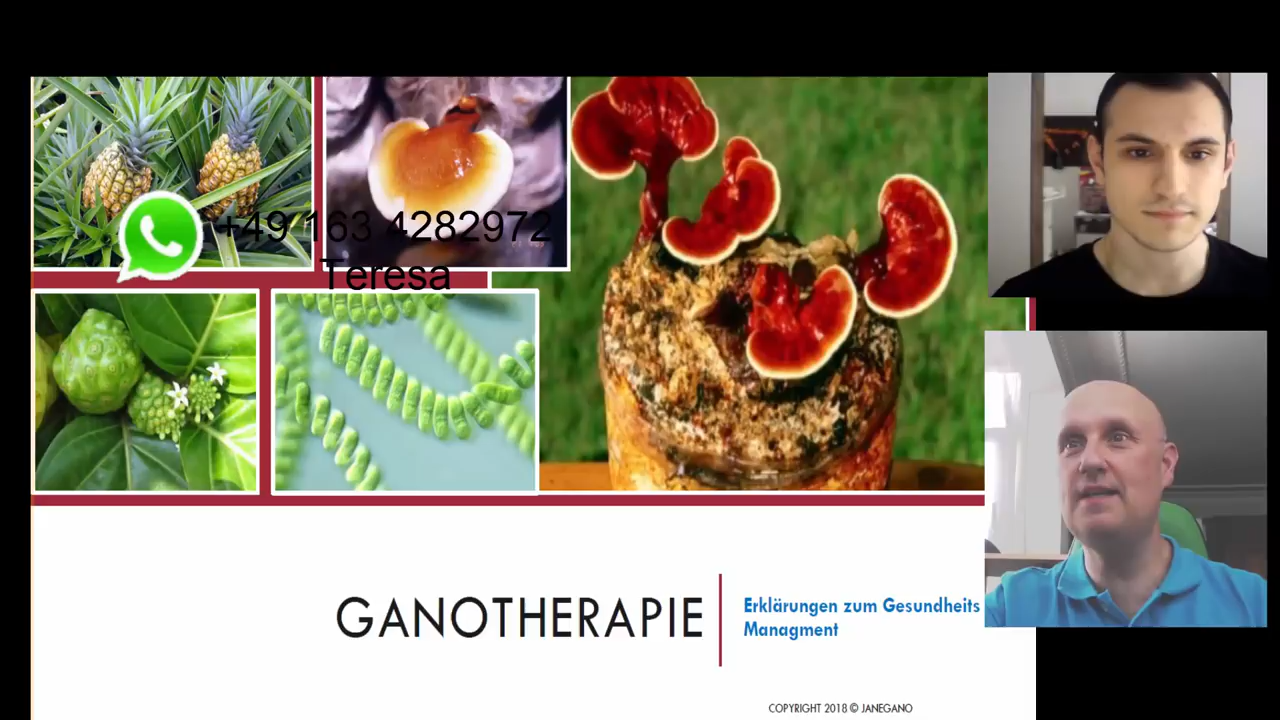 +49 163 4282972
Teresa
GANOTHERAPIE
Erklärungen zum Gesundheits
Managment
COPYRIGHT 2018 © JANEGANO